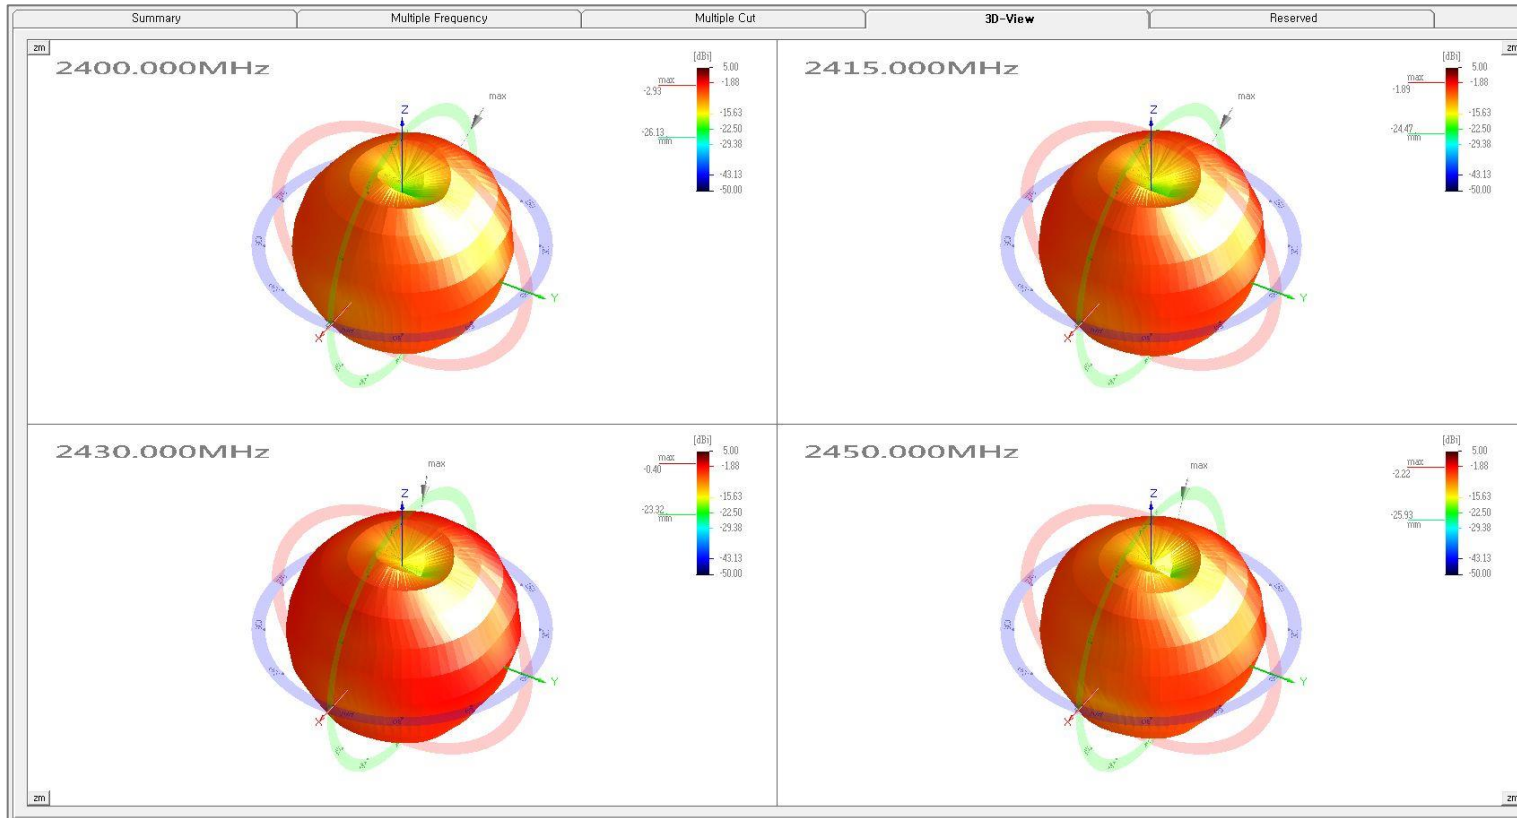 Summary
Multiple Frequency
Multiple Cut
3D-View
Reserved
zm
2400.000MHz
[dBi]
max
-2.93
-26.13
min
5.00
-1.88
-15.63
-22.50
-29.38
-43.13
-50.00
max
Z
Y
X
zm
2415.000MHz
[dBi]
max
-1.89
-24.47
min
5.00
-1.88
-15.63
-22.50
-29.38
-43.13
-50.00
max
Z
Y
X
2430.000MHz
[dBi]
max
-0.40
-23.32
min
5.00
-1.88
-15.63
-22.50
-29.38
-43.13
-50.00
max
Z
Y
X
zm
2450.000MHz
[dBi]
max
-2.22
-25.93
min
5.00
-1.88
-15.63
-22.50
-29.38
-43.13
-50.00
max
Z
Y
X
zm